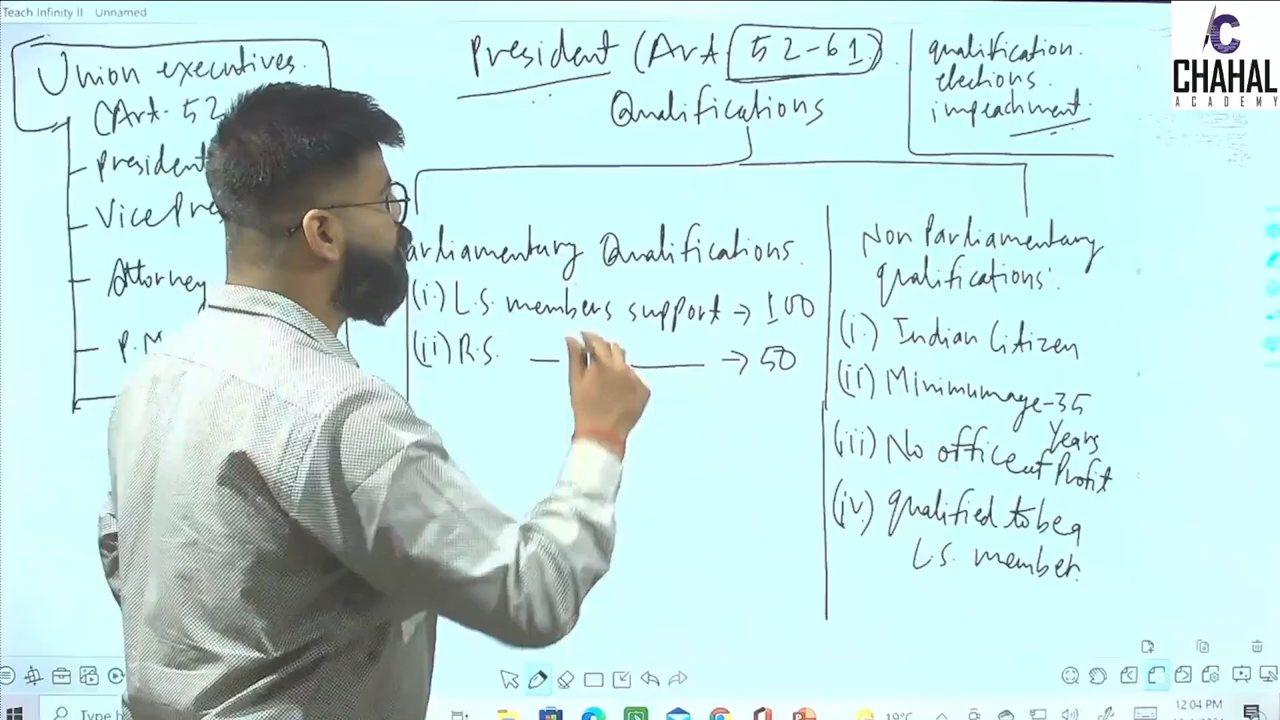 Teach Infinity II Unnamed
C
CHAHAL
ACADEMY
Union executives.
(Art. 52
President
Vice Pre
Attorney
P.M
President (Art 52-61)
Qualifications
qualification.
elections.
impeachment.
arliamentary Qualifications.
(i.) L.S. members support → 100
(ii) R.S. — → 50
Non Parliamentary
qualifications:
(i.) Indian Citizen
(ii) Minimum age-35
Years
(iii) No office of Profit
(iv.) qualified to be a
L.S. member.
Type h
19°C
12:04 PM